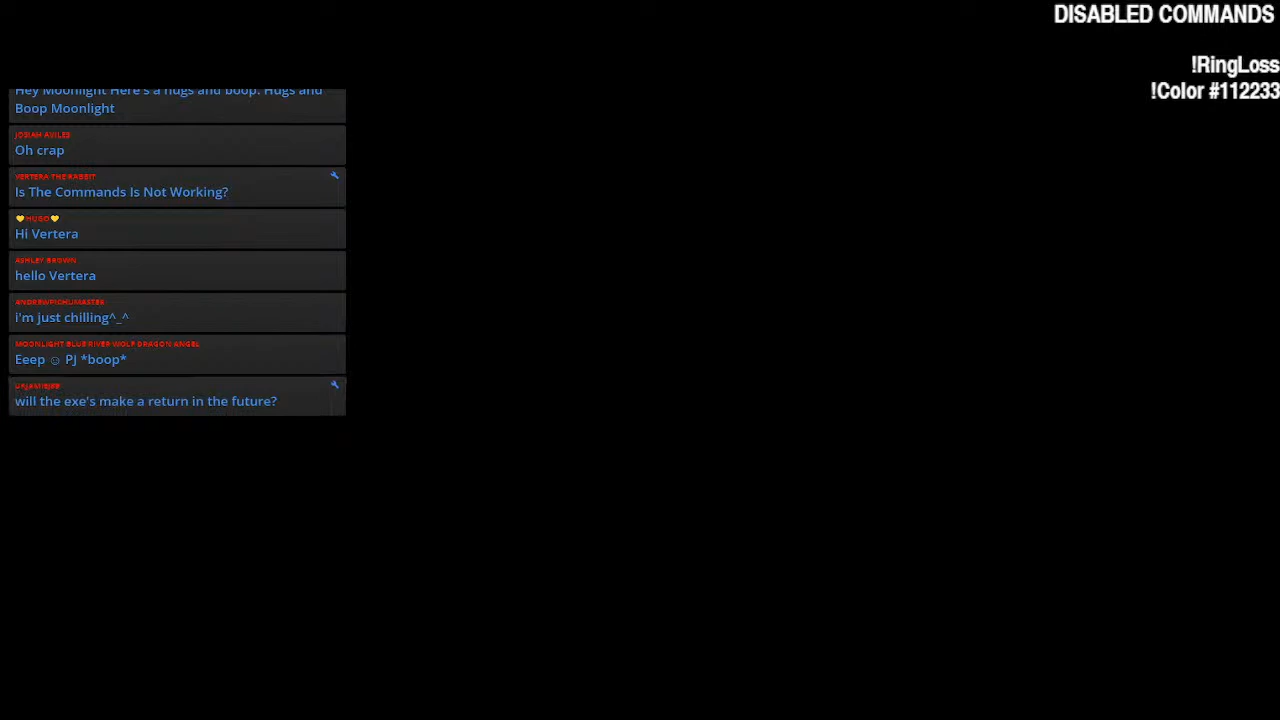 DISABLED COMMANDS
!RingLoss
!Color #112233
Hey Moonlight Here's a hugs and boop. Hugs and
Boop Moonlight
JOSIAH AVILES
Oh crap
VERTERA THE RABBIT
Is The Commands Is Not Working?
💛HUGO💛
Hi Vertera
ASHLEY BROWN
hello Vertera
ANDREWPICHUMASTER
i'm just chilling^_^
MOONLIGHT BLUE RIVER WOLF DRAGON ANGEL
Eeep ☺ PJ *boop*
will the exe's make a return in the future?